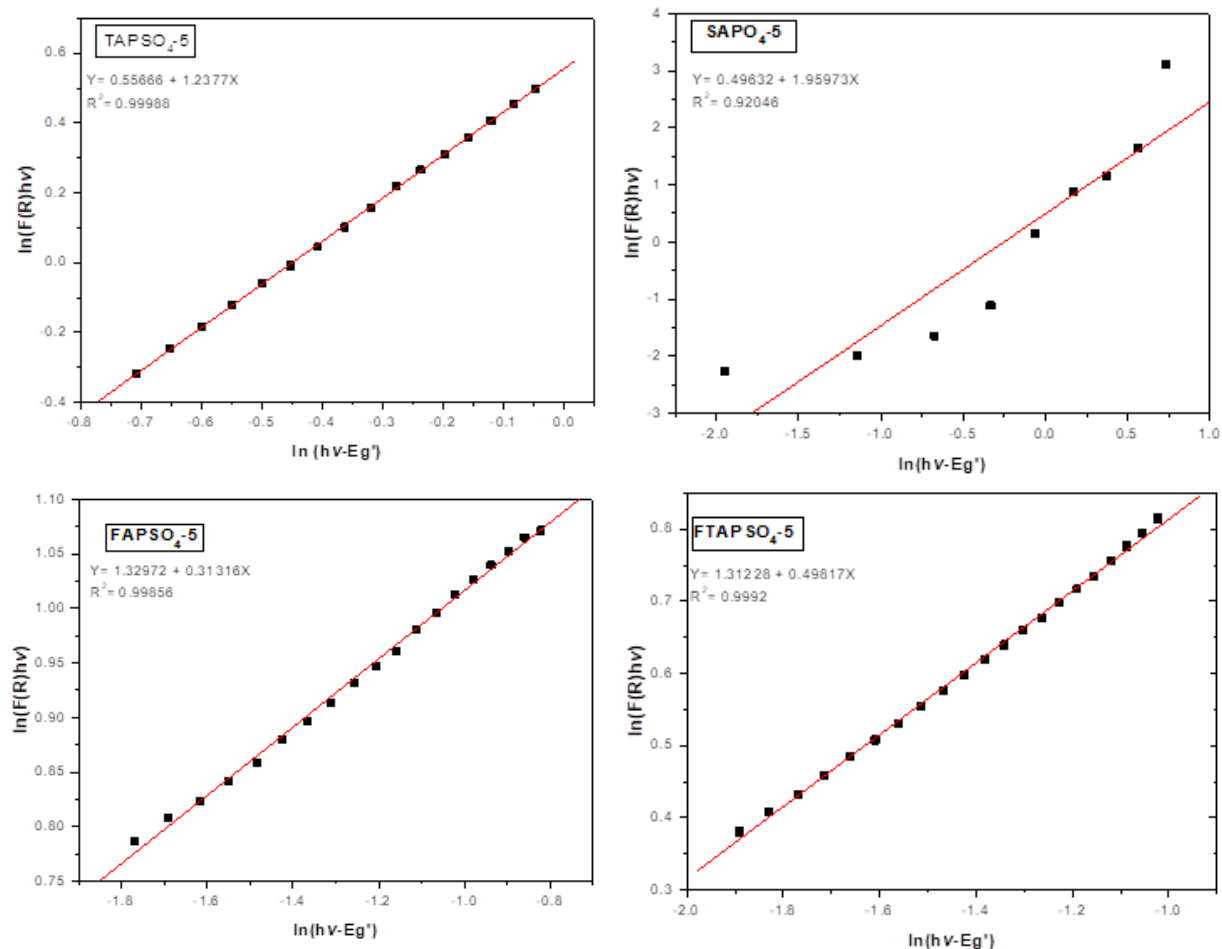 TAPSO₄-5
Y= 0.55666 + 1.2377X
R²= 0.99988
ln(F(R)hν)
0.6
0.4
0.2
0.0
-0.2
-0.4
-0.8 -0.7 -0.6 -0.5 -0.4 -0.3 -0.2 -0.1 0.0
ln (hν-Eg')
SAPO₄-5
Y= 0.49632 + 1.95973X
R²= 0.92046
ln(F(R)hν)
4
3
2
1
0
-1
-2
-3
-2.0 -1.5 -1.0 -0.5 0.0 0.5 1.0
ln(hν-Eg')
FAPSO₄-5
Y= 1.32972 + 0.31316X
R²= 0.99856
ln(F(R)hν)
1.10
1.05
1.00
0.95
0.90
0.85
0.80
0.75
-1.8 -1.6 -1.4 -1.2 -1.0 -0.8
ln(hν-Eg')
FTAPSO₄-5
Y= 1.31228 + 0.49817X
R²= 0.9992
ln(F(R)hν)
0.8
0.7
0.6
0.5
0.4
0.3
-2.0 -1.8 -1.6 -1.4 -1.2 -1.0
ln(hν-Eg')